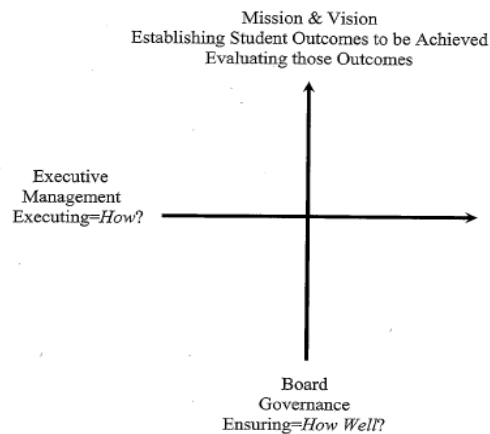 Mission & Vision
Establishing Student Outcomes to be Achieved
Evaluating those Outcomes
Executive
Management
Executing=How?
Board
Governance
Ensuring=How Well?